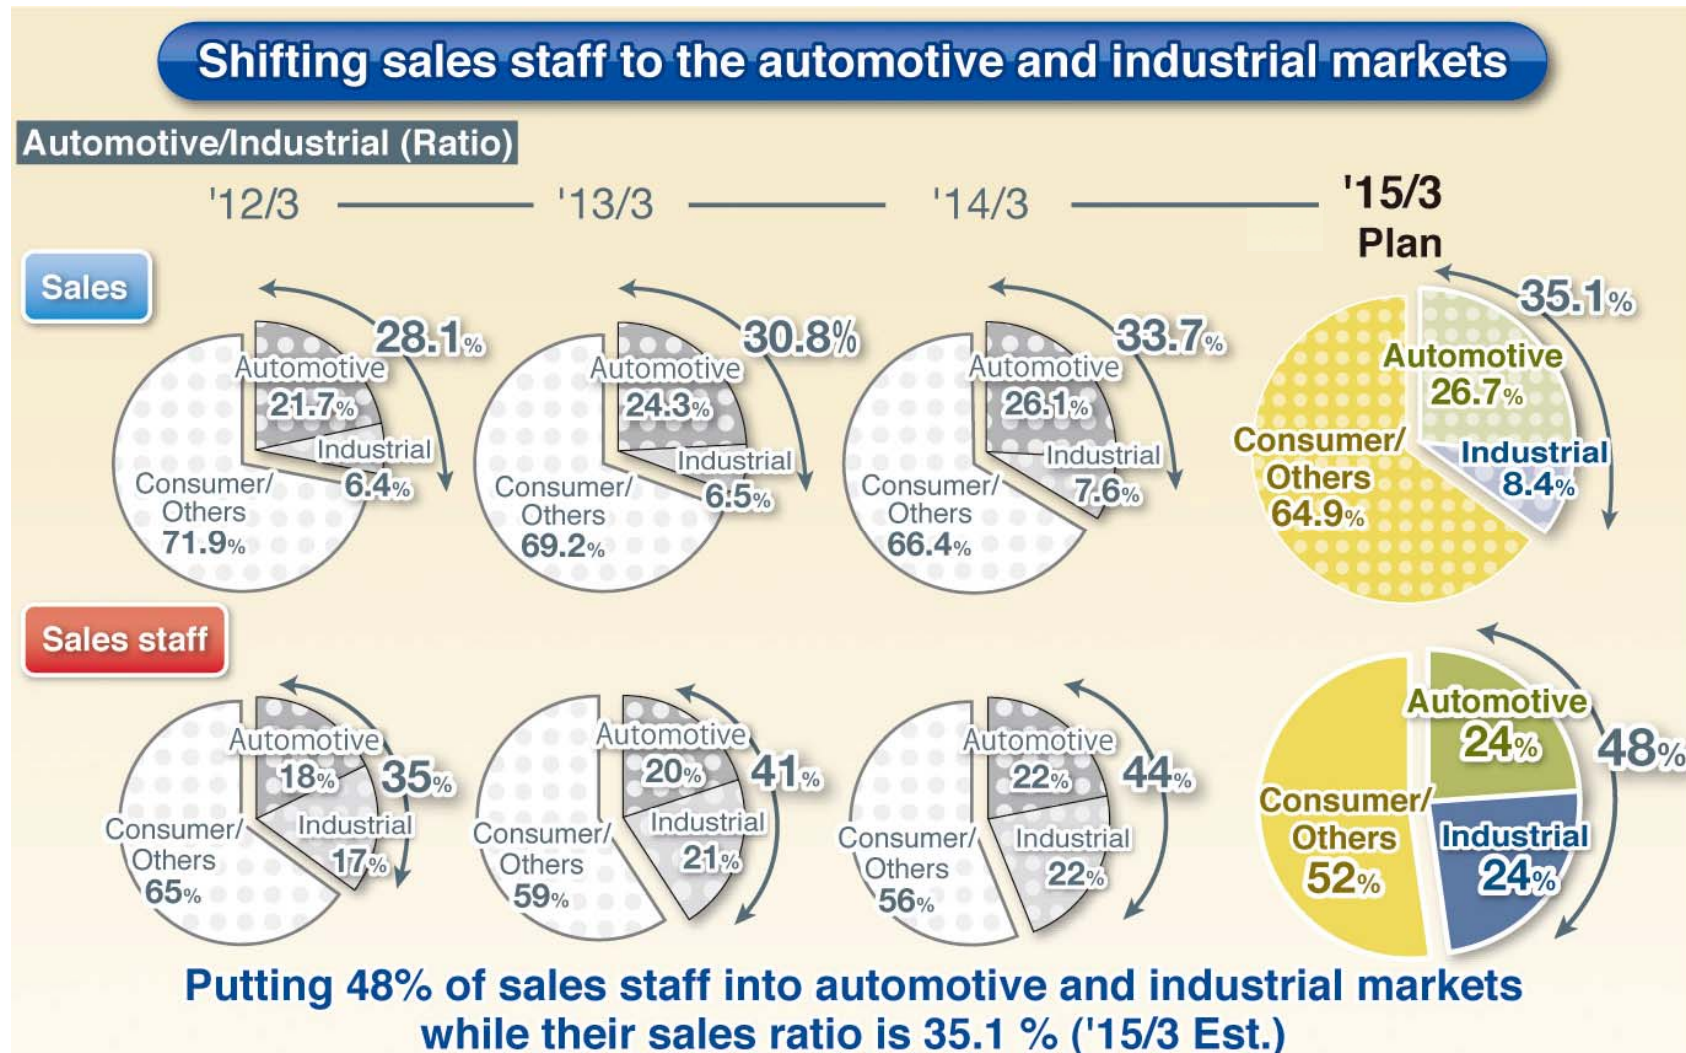 Shifting sales staff to the automotive and industrial markets
Automotive/Industrial (Ratio)
'12/3
'13/3
'14/3
'15/3
Plan
Sales
28.1%
Automotive
21.7%
Industrial
6.4%
Consumer/
Others
71.9%
30.8%
Automotive
24.3%
Industrial
6.5%
Consumer/
Others
69.2%
33.7%
Automotive
26.1%
Industrial
7.6%
Consumer/
Others
66.4%
35.1%
Automotive
26.7%
Industrial
8.4%
Consumer/
Others
64.9%
Sales staff
Automotive
18%
35%
Industrial
17%
Consumer/
Others
65%
Automotive
20%
41%
Industrial
21%
Consumer/
Others
59%
Automotive
22%
44%
Industrial
22%
Consumer/
Others
56%
Automotive
24%
48%
Industrial
24%
Consumer/
Others
52%
Putting 48% of sales staff into automotive and industrial markets
while their sales ratio is 35.1 % ('15/3 Est.)